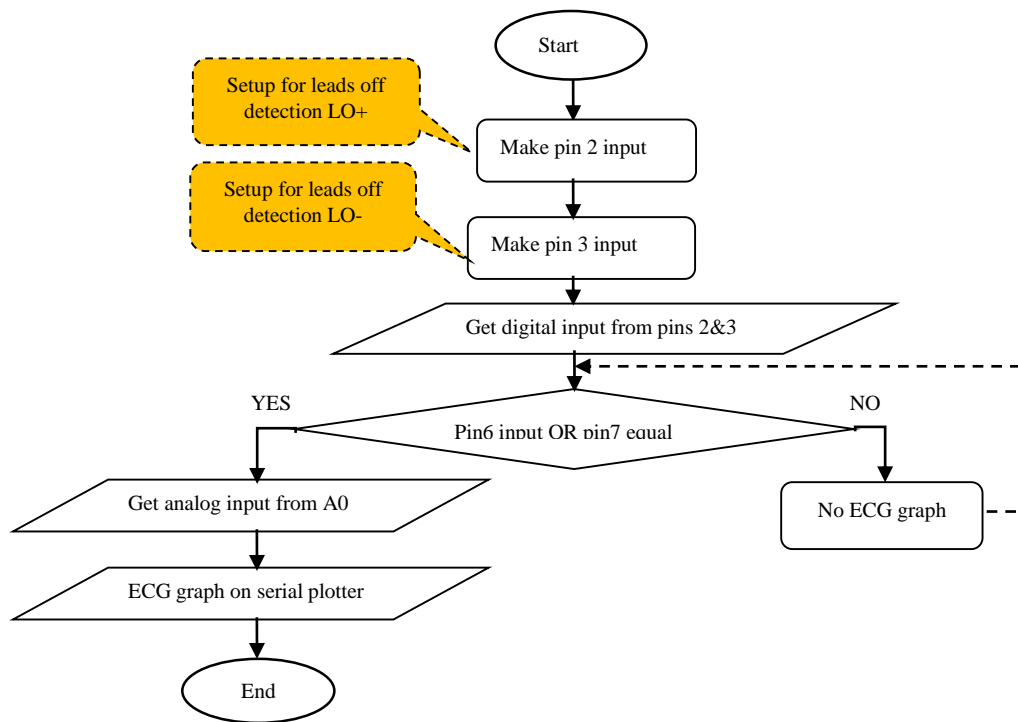 Start
Setup for leads off
detection LO+
Make pin 2 input
Setup for leads off
detection LO-
Make pin 3 input
Get digital input from pins 2&3
YES
NO
Pin6 input OR pin7 equal
Get analog input from A0
No ECG graph
ECG graph on serial plotter
End